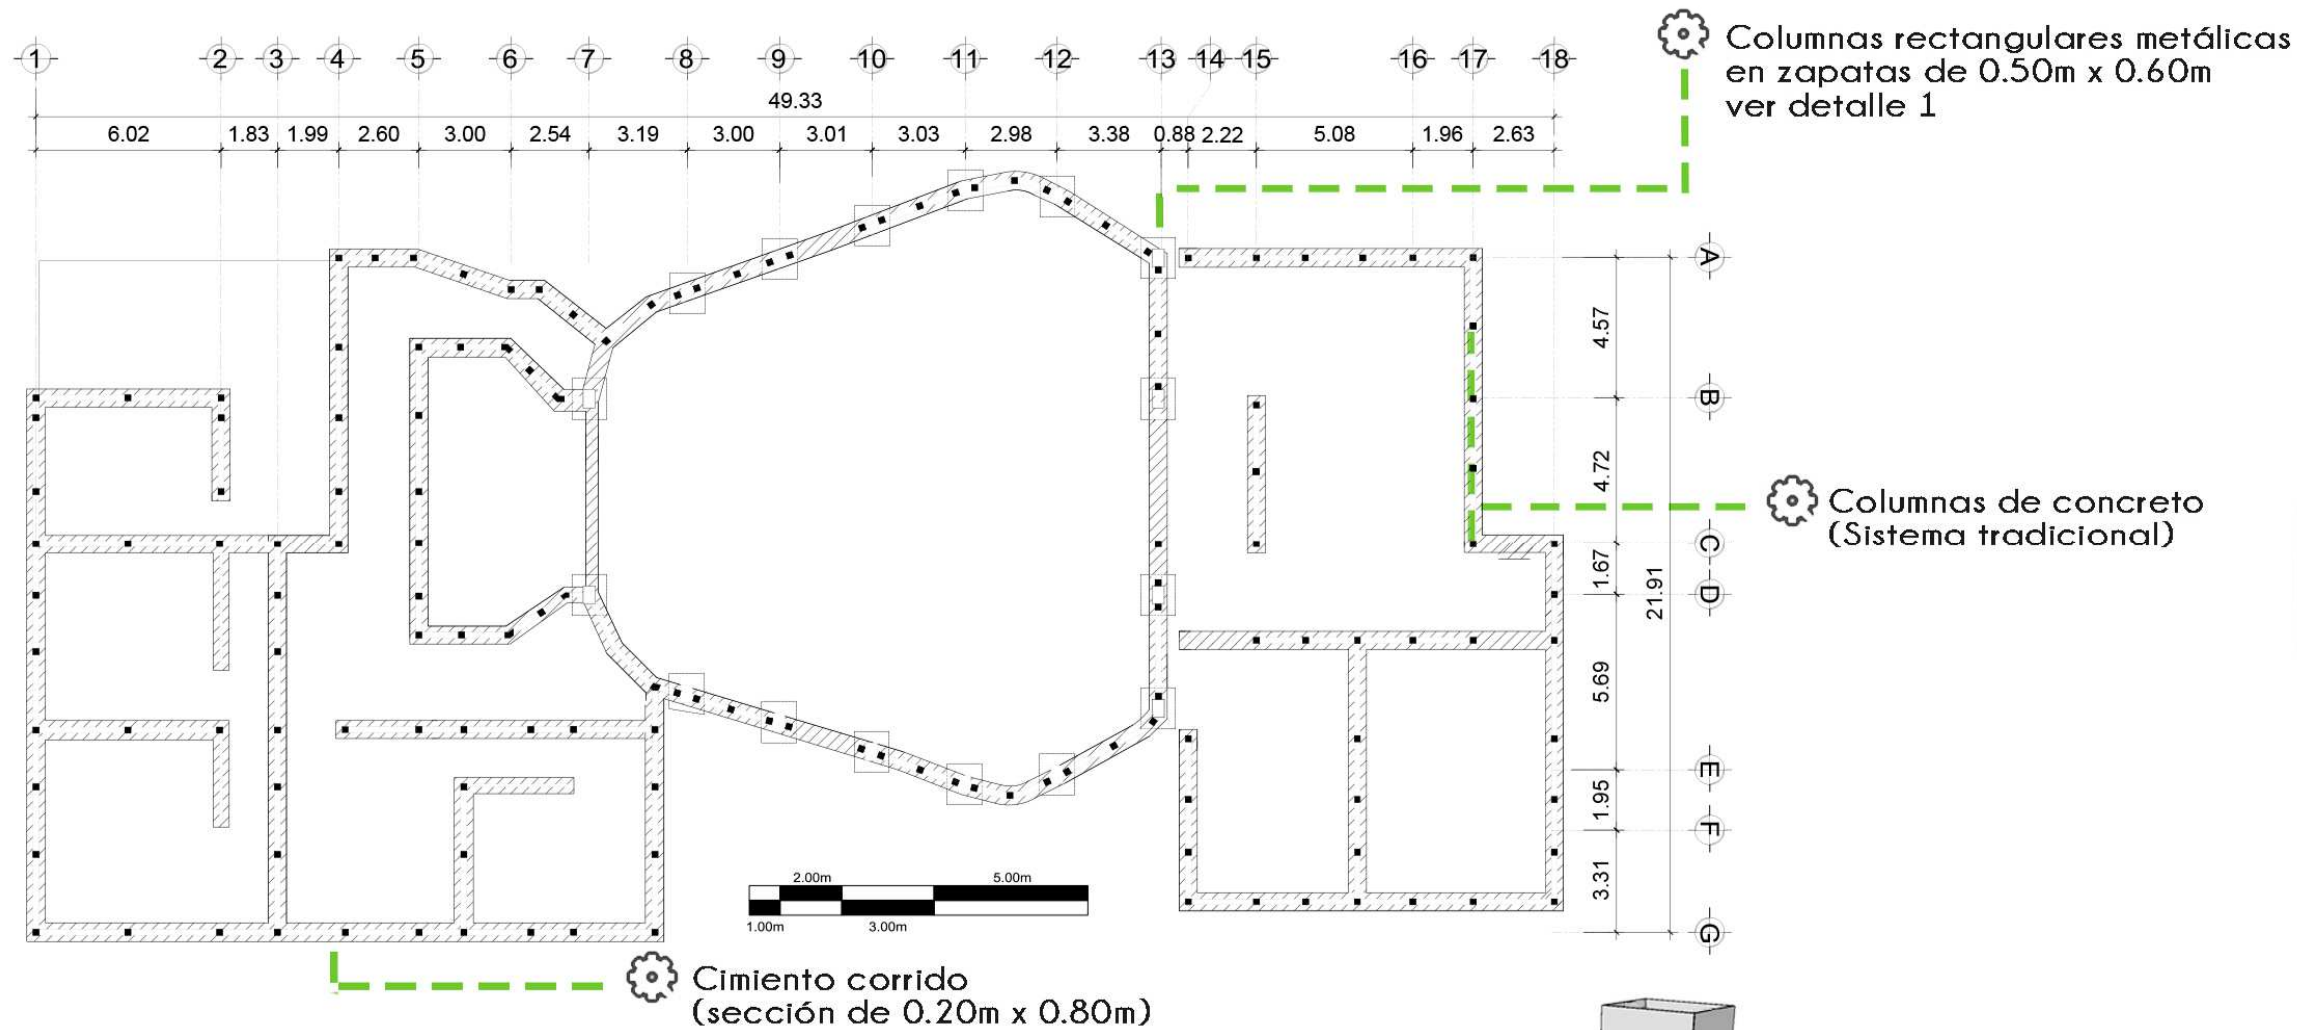 1 2 3 4 5 6 7 8 9 10 11 12 13 14 15 16 17 18
Columnas rectangulares metálicas
en zapatas de 0.50m x 0.60m
ver detalle 1
49.33
6.02 1.83 1.99 2.60 3.00 2.54 3.19 3.00 3.01 3.03 2.98 3.38 0.88 2.22 5.08 1.96 2.63
A
4.57
B
4.72
Columnas de concreto
(Sistema tradicional)
C
1.67
D
21.91
5.69
E
1.95
F
3.31
G
2.00m 5.00m
1.00m 3.00m
Cimiento corrido
(sección de 0.20m x 0.80m)